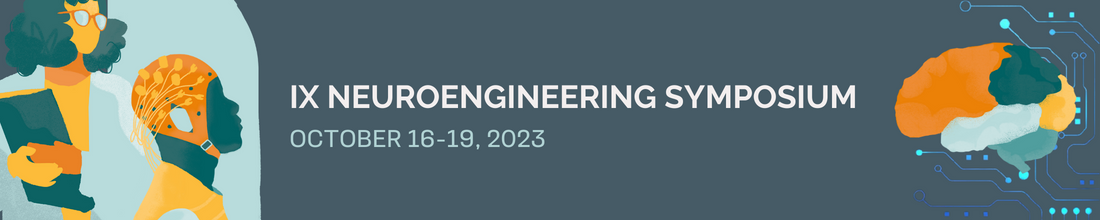 IX NEUROENGINEERING SYMPOSIUM
OCTOBER 16-19, 2023